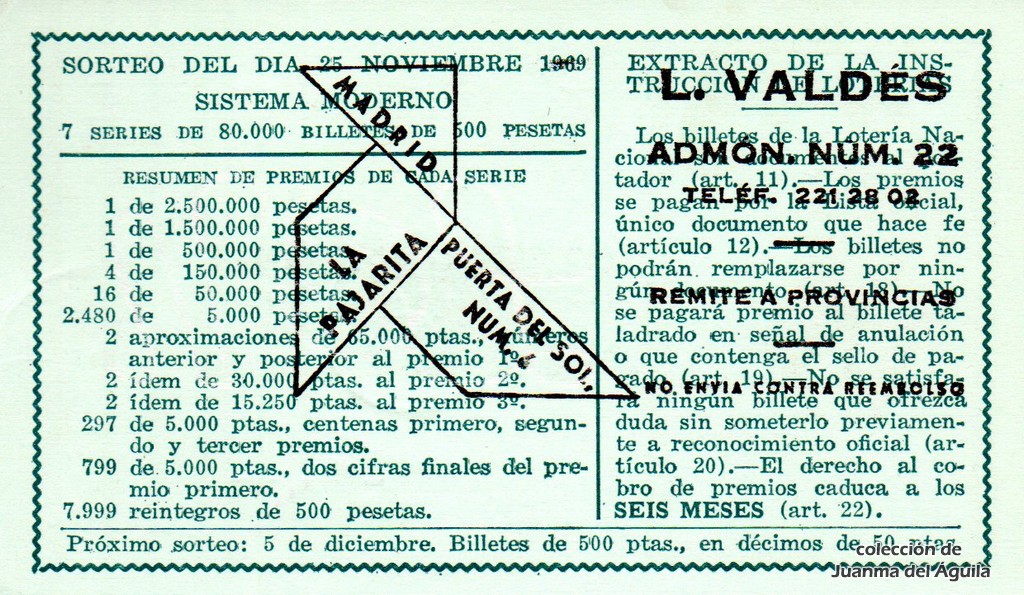 SORTEO DEL DIA 25 NOVIEMBRE 1969
SISTEMA MODERNO
7 SERIES DE 80.000 BILLETES DE 500 PESETAS
RESUMEN DE PREMIOS DE CADA SERIE
1 de 2.500.000 pesetas.
1 de 1.500.000 pesetas.
1 de 500.000 pesetas.
4 de 150.000 pesetas.
16 de 50.000 pesetas.
2.480 de 5.000 pesetas.
2 aproximaciones de 65.000 ptas., números
anterior y posterior al premio 1º.
2 ídem de 30.000 ptas. al premio 2º.
2 ídem de 15.250 ptas. al premio 3º.
297 de 5.000 ptas., centenas primero, segun-
do y tercer premios.
799 de 5.000 ptas., dos cifras finales del pre-
mio primero.
7.999 reintegros de 500 pesetas.
EXTRACTO DE LA INS-
TRUCCION DE LOTERIAS
Los billetes de la Lotería Na-
cional son documentos al por-
tador (art. 11).—Los premios
se pagan por la Lista oficial,
único documento que hace fe
(artículo 12).—Los billetes no
podrán remplazarse por nin-
gún documento (art. 18).—No
se pagará premio al billete ta-
ladrado en señal de anulación
o que contenga el sello de pa-
gado (art. 19).—No se satisfa-
rá ningún billete que ofrezca
duda sin someterlo previamen-
te a reconocimiento oficial (ar-
tículo 20).—El derecho al co-
bro de premios caduca a los
SEIS MESES (art. 22).
Próximo sorteo: 5 de diciembre. Billetes de 500 ptas., en décimos de 50 ptas.
MADRID
LA
PAJARITA
PUERTA DEL SOL,
NUM. 6
L. VALDÉS
ADMÓN. NUM. 22
TELÉF. 221 28 02
REMITE A PROVINCIAS
NO ENVIA CONTRA REEMBOLSO
colección de
Juanma del Águila